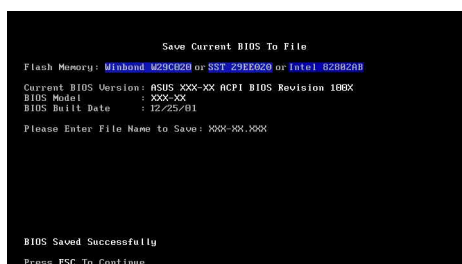 Save Current BIOS To File
Flash Memory: Winbond W29C020 or SST 29EE020 or Intel 82802AB
Current BIOS Version: ASUS XXX-XX ACPI BIOS Revision 100X
BIOS Model : XXX-XX
BIOS Built Date : 12/25/01
Please Enter File Name to Save: XXX-XX.XXX
BIOS Saved Successfully
Press ESC To Continue